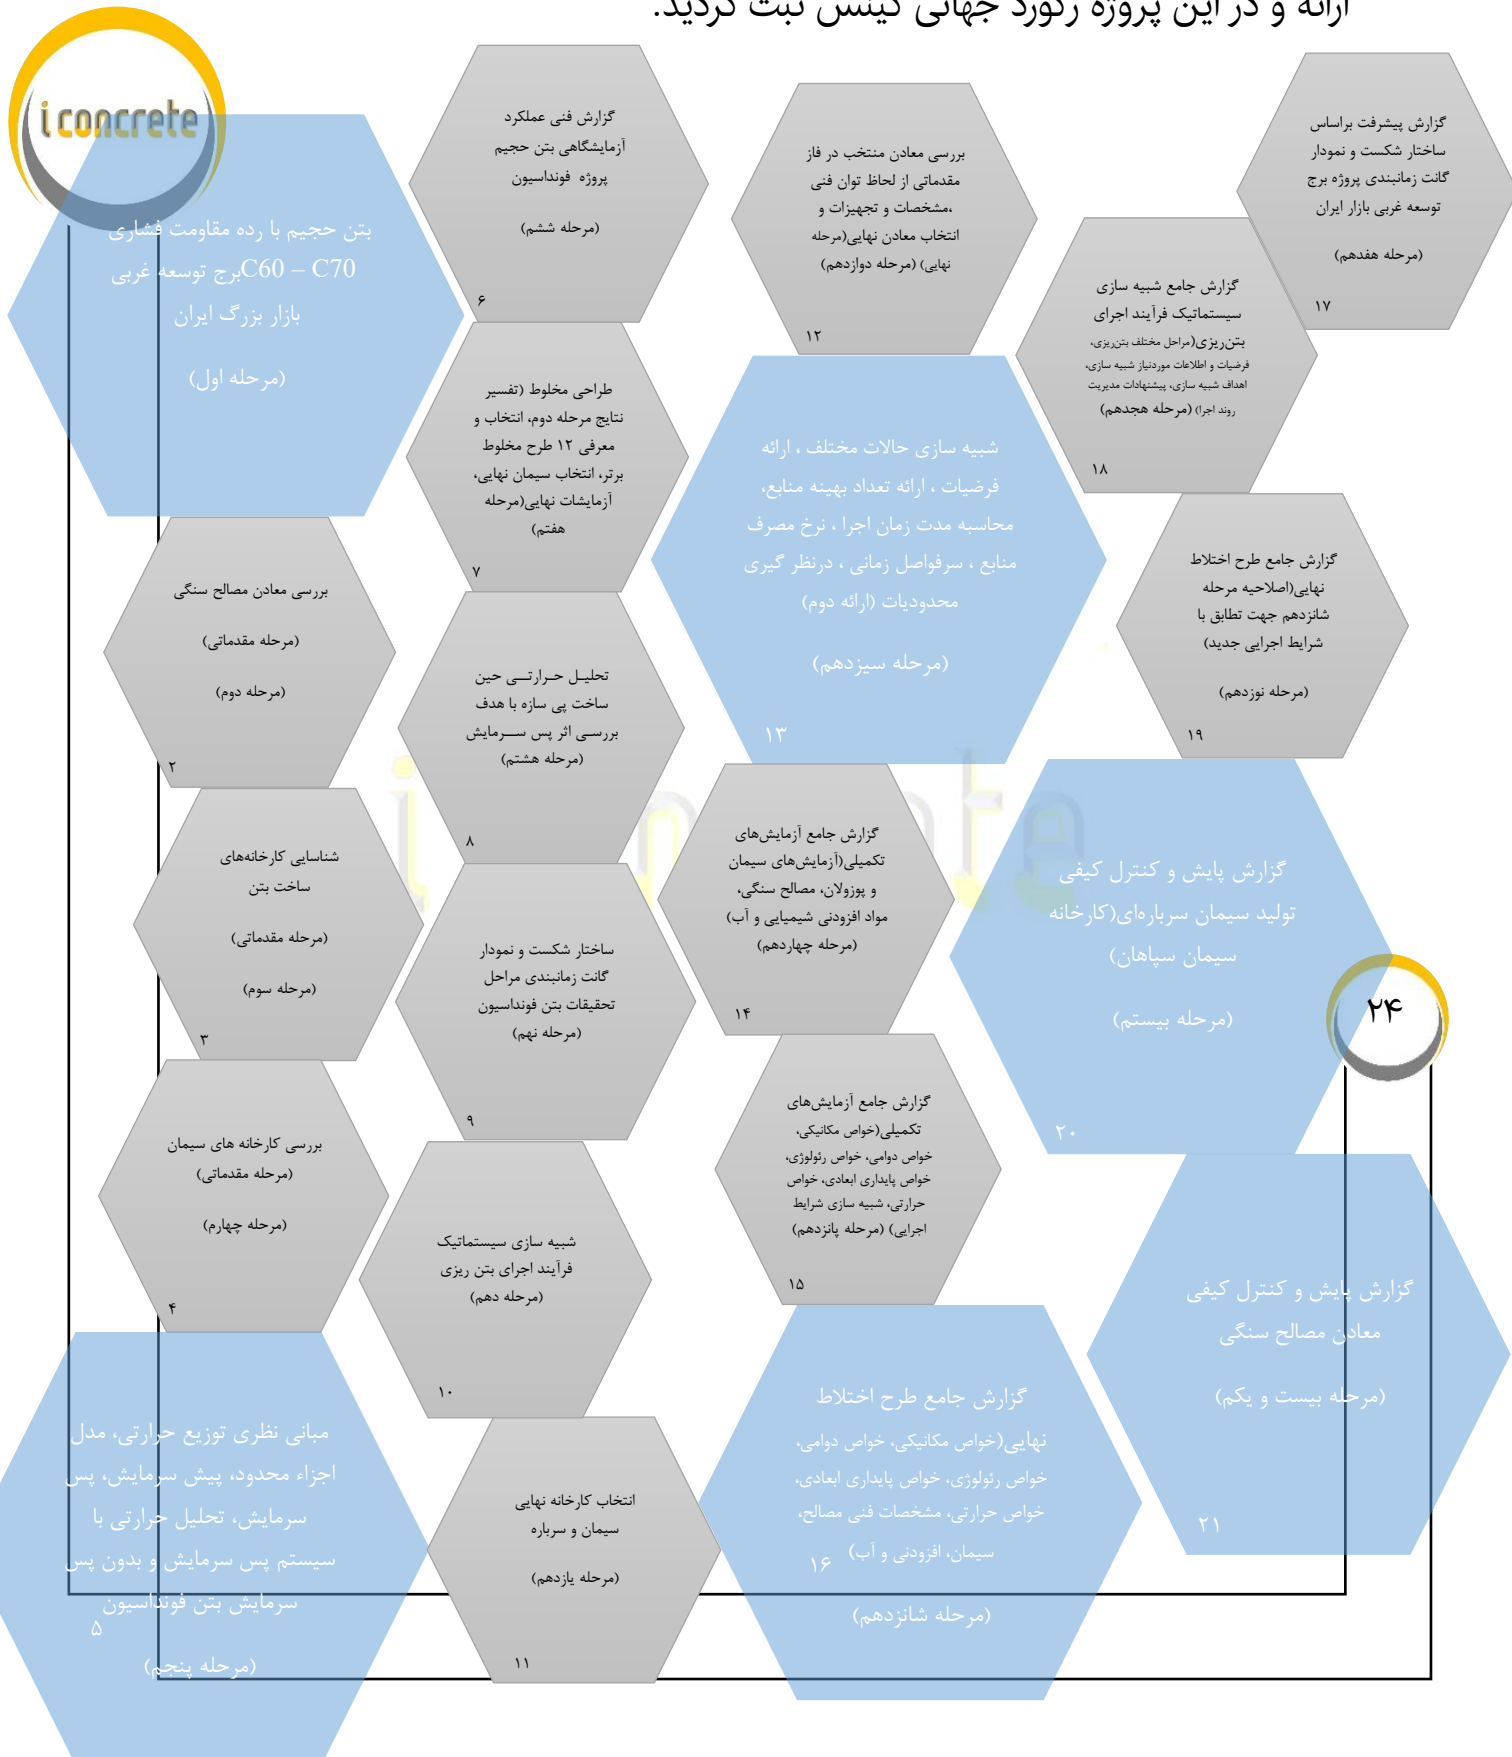 ارائه و در این پروژه رکورد جهانی گینس ثبت گردید.
i concrete
بتن حجیم با رده مقاومت فشاری
C60 – C70برج توسعه غربی
بازار بزرگ ایران
(مرحله اول)
بررسی معادن مصالح سنگی
(مرحله مقدماتی)
(مرحله دوم)
۲
شناسایی کارخانه‌های
ساخت بتن
(مرحله مقدماتی)
(مرحله سوم)
۳
بررسی کارخانه های سیمان
(مرحله مقدماتی)
(مرحله چهارم)
۴
مبانی نظری توزیع حرارتی، مدل
اجزاء محدود، پیش سرمایش، پس
سرمایش، تحلیل حرارتی با
سیستم پس سرمایش و بدون پس
سرمایش بتن فونداسیون
۵
(مرحله پنجم)
گزارش فنی عملکرد
آزمایشگاهی بتن حجیم
پروژه فونداسیون
(مرحله ششم)
۶
طراحی مخلوط (تفسیر
نتایج مرحله دوم، انتخاب و
معرفی ۱۲ طرح مخلوط
برتر، انتخاب سیمان نهایی،
آزمایشات نهایی(مرحله
هفتم)
۷
تحلیـل حـرارتــی حین
ساخت پی سازه با هدف
بررسـی اثر پس ســرمایش
(مرحله هشتم)
۸
ساختار شکست و نمودار
گانت زمانبندی مراحل
تحقیقات بتن فونداسیون
(مرحله نهم)
۹
شبیه سازی سیستماتیک
فرآیند اجرای بتن ریزی
(مرحله دهم)
۱۰
انتخاب کارخانه نهایی
سیمان و سرباره
(مرحله یازدهم)
۱۱
بررسی معادن منتخب در فاز
مقدماتی از لحاظ توان فنی
،مشخصات و تجهیزات و
انتخاب معادن نهایی(مرحله
نهایی) (مرحله دوازدهم)
۱۲
شبیه سازی حالات مختلف ، ارائه
فرضیات ، ارائه تعداد بهینه منابع،
محاسبه مدت زمان اجرا ، نرخ مصرف
منابع ، سرفواصل زمانی ، درنظر گیری
محدودیات (ارائه دوم)
(مرحله سیزدهم)
۱۳
گزارش جامع آزمایش‌های
تکمیلی(آزمایش‌های سیمان
و پوزولان، مصالح سنگی،
مواد افزودنی شیمیایی و آب)
(مرحله چهاردهم)
۱۴
گزارش جامع آزمایش‌های
تکمیلی(خواص مکانیکی،
خواص دوامی، خواص رئولوژی،
خواص پایداری ابعادی، خواص
حرارتی، شبیه سازی شرایط
اجرایی) (مرحله پانزدهم)
۱۵
گزارش جامع طرح اختلاط
نهایی(خواص مکانیکی، خواص دوامی،
خواص رئولوژی، خواص پایداری ابعادی،
خواص حرارتی، مشخصات فنی مصالح،
سیمان، افزودنی و آب)
۱۶
(مرحله شانزدهم)
گزارش پیشرفت براساس
ساختار شکست و نمودار
گانت زمانبندی پروژه برج
توسعه غربی بازار ایران
(مرحله هفدهم)
۱۷
گزارش جامع شبیه سازی
سیستماتیک فرآیند اجرای
بتن‌ریزی(مراحل مختلف بتن‌ریزی،
فرضیات و اطلاعات موردنیاز شبیه سازی،
اهداف شبیه سازی، پیشنهادات مدیریت
روند اجرا) (مرحله هجدهم)
۱۸
گزارش جامع طرح اختلاط
نهایی(اصلاحیه مرحله
شانزدهم جهت تطابق با
شرایط اجرایی جدید)
(مرحله نوزدهم)
۱۹
گزارش پایش و کنترل کیفی
تولید سیمان سرباره‌ای(کارخانه
سیمان سپاهان)
(مرحله بیستم)
۲۰
گزارش پایش و کنترل کیفی
معادن مصالح سنگی
(مرحله بیست و یکم)
۲۱
۲۴